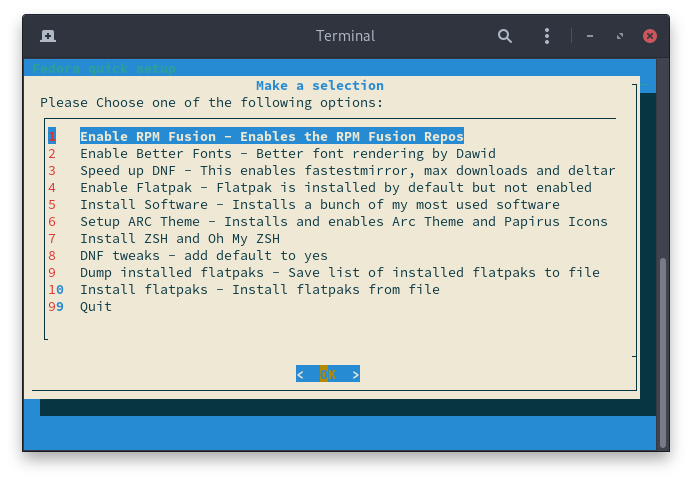 Terminal
Fedora quick setup
Make a selection
Please Choose one of the following options:
1 Enable RPM Fusion - Enables the RPM Fusion Repos
2 Enable Better Fonts - Better font rendering by Dawid
3 Speed up DNF - This enables fastestmirror, max downloads and deltar
4 Enable Flatpak - Flatpak is installed by default but not enabled
5 Install Software - Installs a bunch of my most used software
6 Setup ARC Theme - Installs and enables Arc Theme and Papirus Icons
7 Install ZSH and Oh My ZSH
8 DNF tweaks - add default to yes
9 Dump installed flatpaks - Save list of installed flatpaks to file
10 Install flatpaks - Install flatpaks from file
99 Quit
< OK >